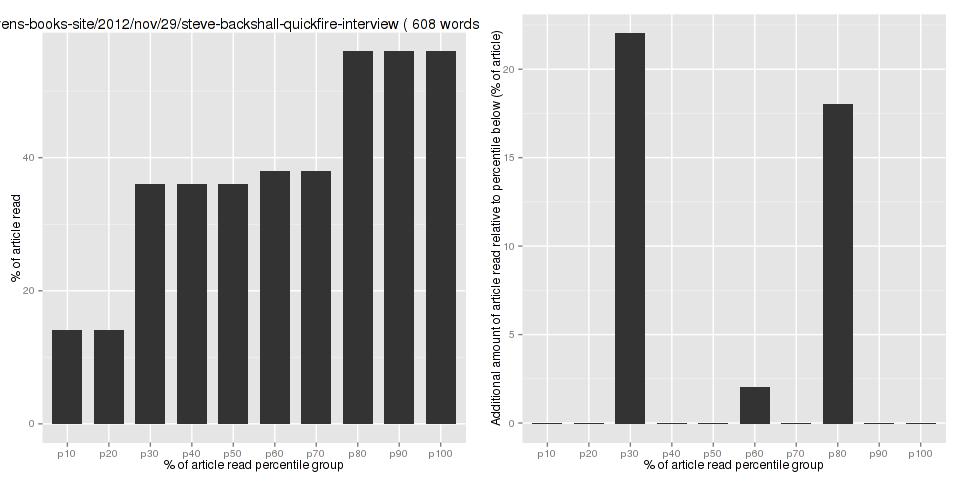 rens-books-site/2012/nov/29/steve-backshall-quickfire-interview ( 608 words
% of article read
40
20
0
p10 p20 p30 p40 p50 p60 p70 p80 p90 p100
% of article read percentile group
Additional amount of article read relative to percentile below (% of article)
20
15
10
5
0
p10 p20 p30 p40 p50 p60 p70 p80 p90 p100
% of article read percentile group